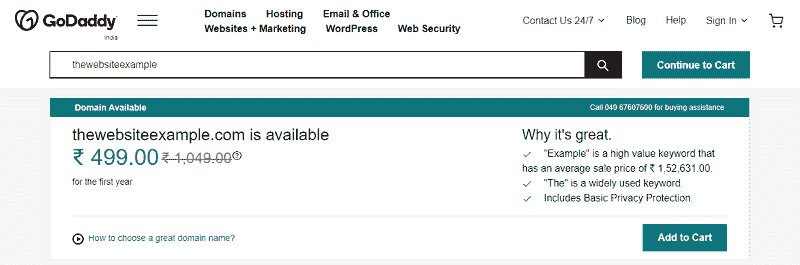 GoDaddy
India
Domains Hosting Email & Office
Websites + Marketing WordPress Web Security
Contact Us 24/7 Blog Help Sign In
thewebsiteexample
Continue to Cart
Domain Available
Call 040 67607600 for buying assistance
thewebsiteexample.com is available
₹ 499.00 ₹ 1,049.00 ?
for the first year
Why it's great.
"Example" is a high value keyword that
has an average sale price of ₹ 1,52,631.00.
"The" is a widely used keyword.
Includes Basic Privacy Protection.
How to choose a great domain name?
Add to Cart